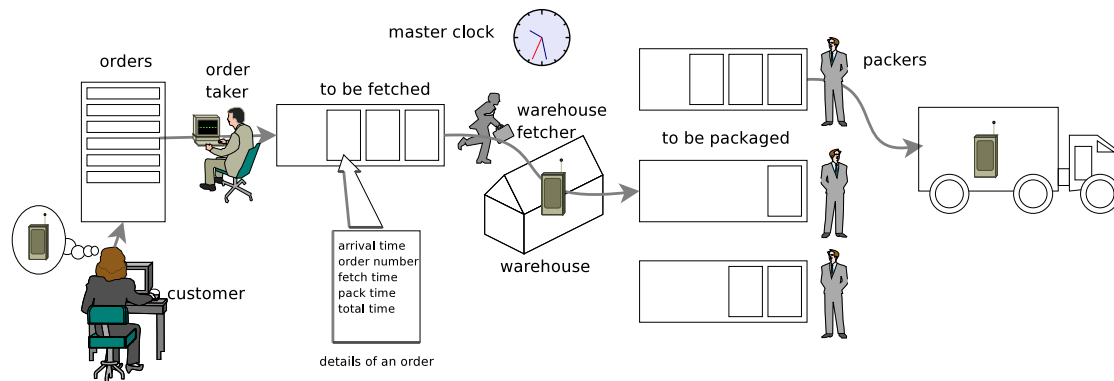 master clock
orders
order
taker
to be fetched
warehouse
fetcher
packers
to be packaged
arrival time
order number
fetch time
pack time
total time
warehouse
customer
details of an order